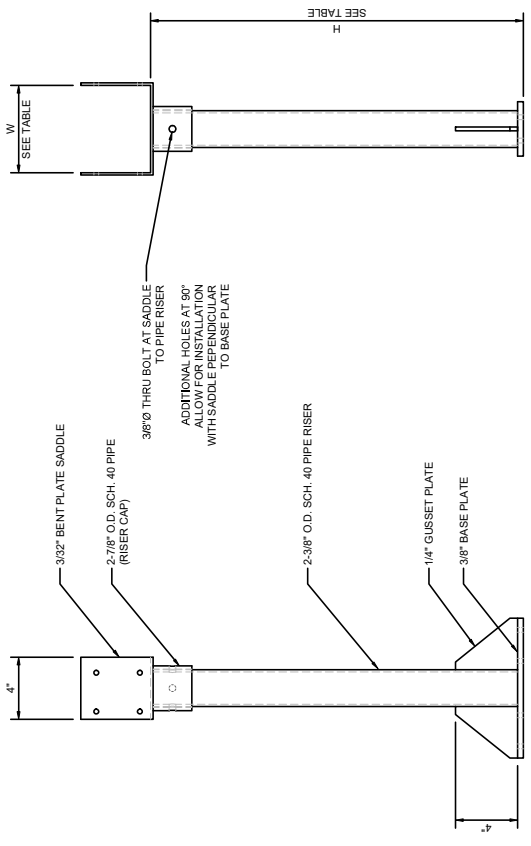 W
SEE TABLE
H
SEE TABLE
3/8"Ø THRU BOLT AT SADDLE
TO PIPE RISER
ADDITIONAL HOLES AT 90°
ALLOW FOR INSTALLATION
WITH SADDLE PEPENDICULAR
TO BASE PLATE
4"
3/32" BENT PLATE SADDLE
2-7/8" O.D. SCH. 40 PIPE
(RISER CAP)
2-3/8" O.D. SCH. 40 PIPE RISER
1/4" GUSSET PLATE
3/8" BASE PLATE
4"